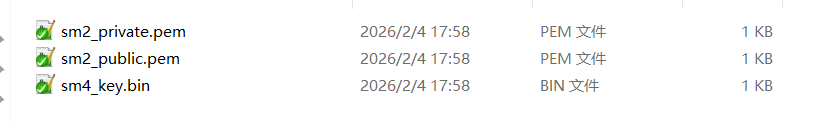 sm2_private.pem 2026/2/4 17:58 PEM 文件 1 KB
sm2_public.pem 2026/2/4 17:58 PEM 文件 1 KB
sm4_key.bin 2026/2/4 17:58 BIN 文件 1 KB